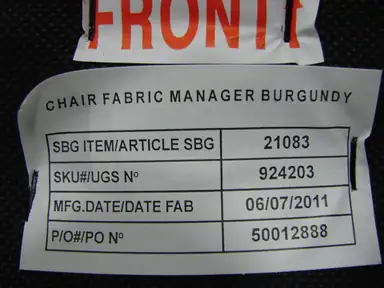 FRONT
CHAIR FABRIC MANAGER BURGUNDY
SBG ITEM/ARTICLE SBG 21083
SKU#/UGS Nº 924203
MFG.DATE/DATE FAB 06/07/2011
P/O#/PO Nº 50012888